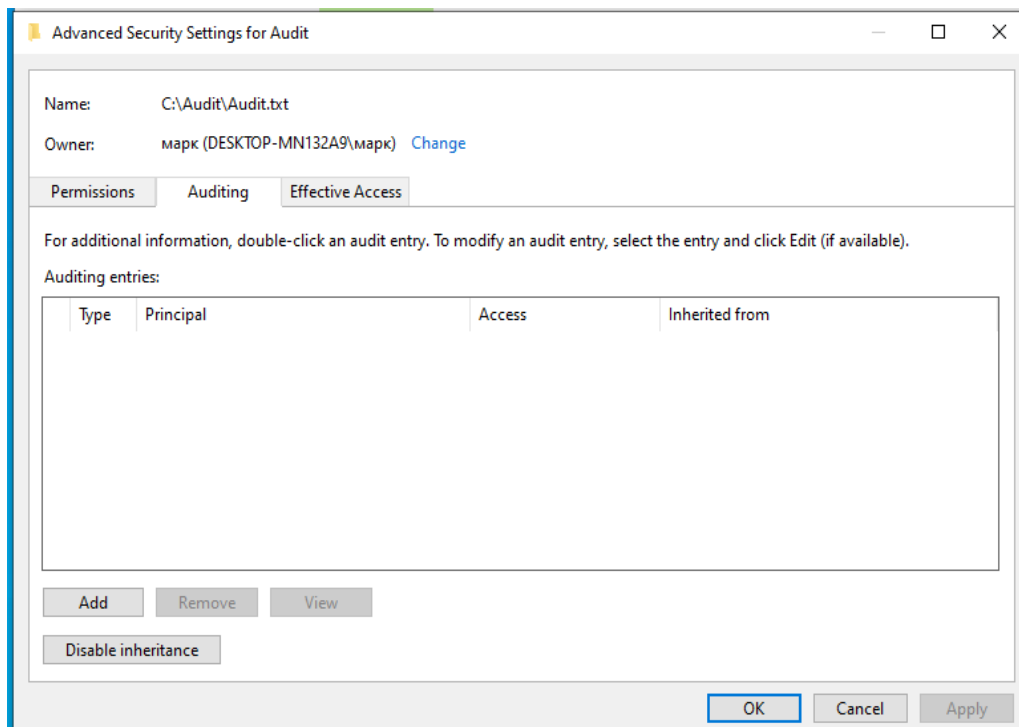 Advanced Security Settings for Audit
Name: C:\Audit\Audit.txt
Owner: марк (DESKTOP-MN132A9\марк) Change
Permissions Auditing Effective Access
For additional information, double-click an audit entry. To modify an audit entry, select the entry and click Edit (if available).
Auditing entries:
Type Principal Access Inherited from
Add Remove View
Disable inheritance
OK Cancel Apply